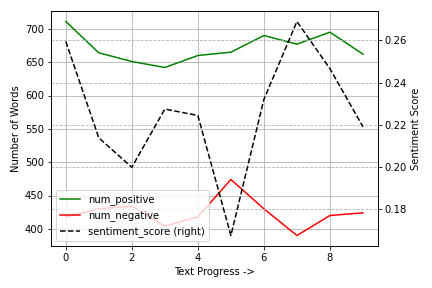 700
650
600
550
500
450
400
Number of Words
0.26
0.24
0.22
0.20
0.18
Sentiment Score
num_positive
num_negative
sentiment_score (right)
0 2 4 6 8
Text Progress ->